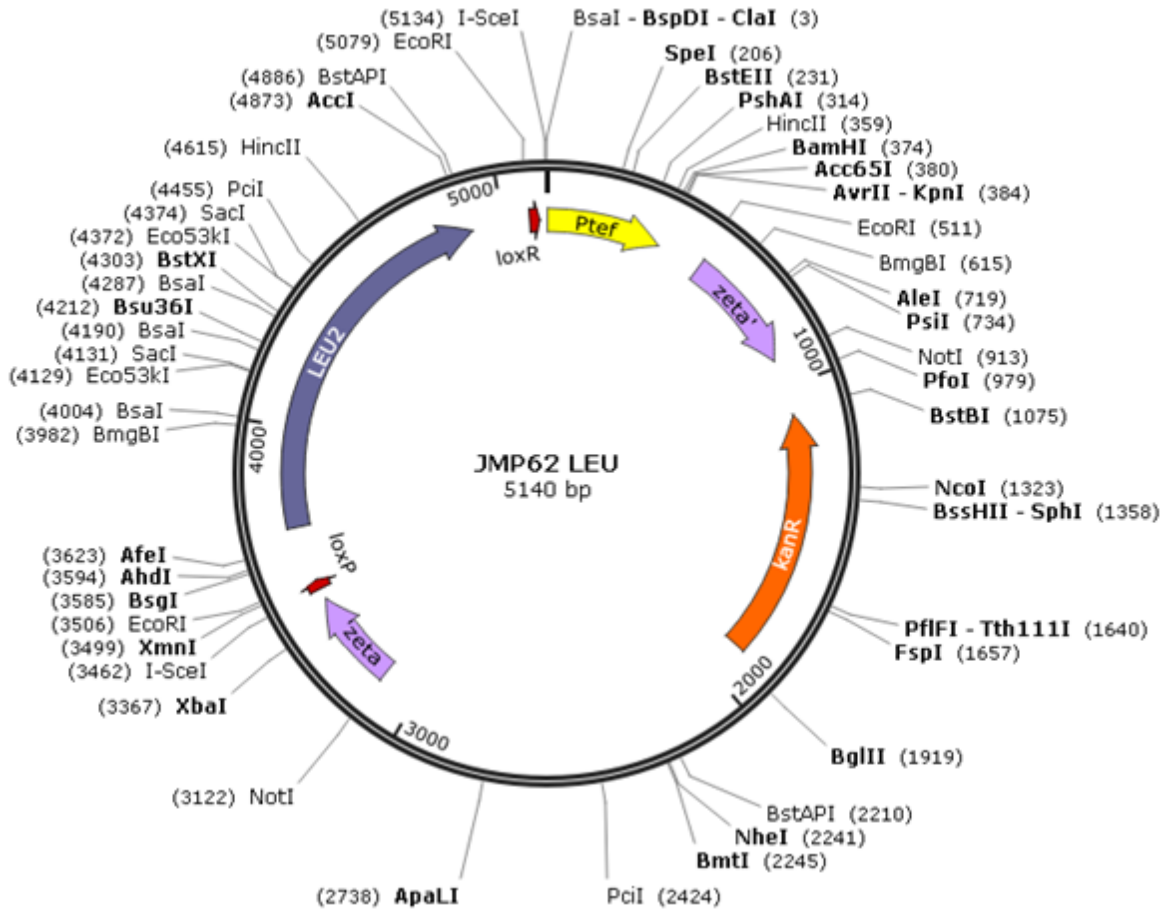 BsaI - BspDI - ClaI (3)
SpeI (206)
BstEII (231)
PshAI (314)
HincII (359)
BamHI (374)
Acc65I (380)
AvrII - KpnI (384)
EcoRI (511)
BmgBI (615)
AleI (719)
PsiI (734)
NotI (913)
PfoI (979)
BstBI (1075)
NcoI (1323)
BssHII - SphI (1358)
PflFI - Tth111I (1640)
FspI (1657)
BglII (1919)
BstAPI (2210)
NheI (2241)
BmtI (2245)
PciI (2424)
(2738) ApaLI
(3122) NotI
(3367) XbaI
(3462) I-SceI
(3499) XmnI
(3506) EcoRI
(3585) BsgI
(3594) AhdI
(3623) AfeI
(3982) BmgBI
(4004) BsaI
(4129) Eco53kI
(4131) SacI
(4190) BsaI
(4212) Bsu36I
(4287) BsaI
(4303) BstXI
(4372) Eco53kI
(4374) SacI
(4455) PciI
(4615) HincII
(4873) AccI
(4886) BstAPI
(5079) EcoRI
(5134) I-SceI
1000
2000
3000
4000
5000
loxR
Ptef
zeta'
kanR
zeta
loxP
LEU2
JMP62 LEU
5140 bp